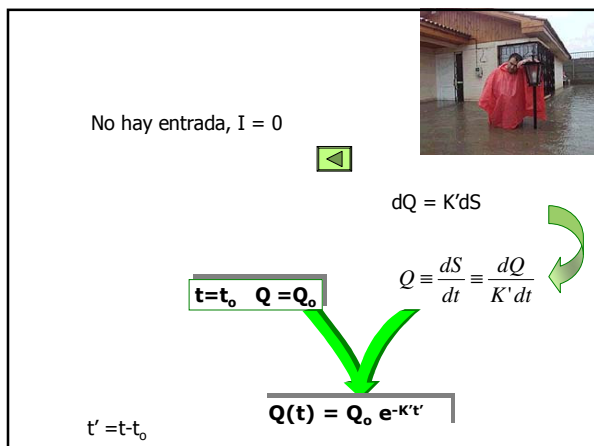 No hay entrada, I = 0
dQ = K'dS
Q ≡ dS/dt ≡ dQ/K'dt
t=tₒ Q =Qₒ
Q(t) = Qₒ e^-K't'
t' =t-tₒ